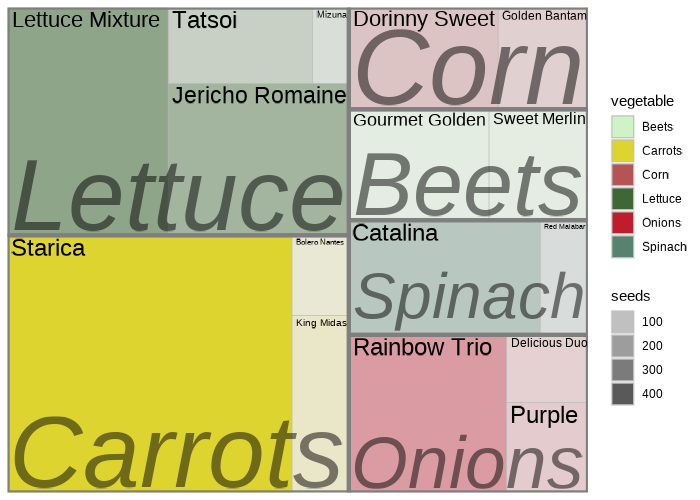 Lettuce Mixture
Tatsoi
Mizuna
Jericho Romaine
Lettuce
Starica
Bolero Nantes
King Midas
Carrots
Dorinny Sweet
Golden Bantam
Corn
Gourmet Golden
Sweet Merlin
Beets
Catalina
Red Malabar
Spinach
Rainbow Trio
Delicious Duo
Purple
Onions
vegetable
Beets
Carrots
Corn
Lettuce
Onions
Spinach
seeds
100
200
300
400